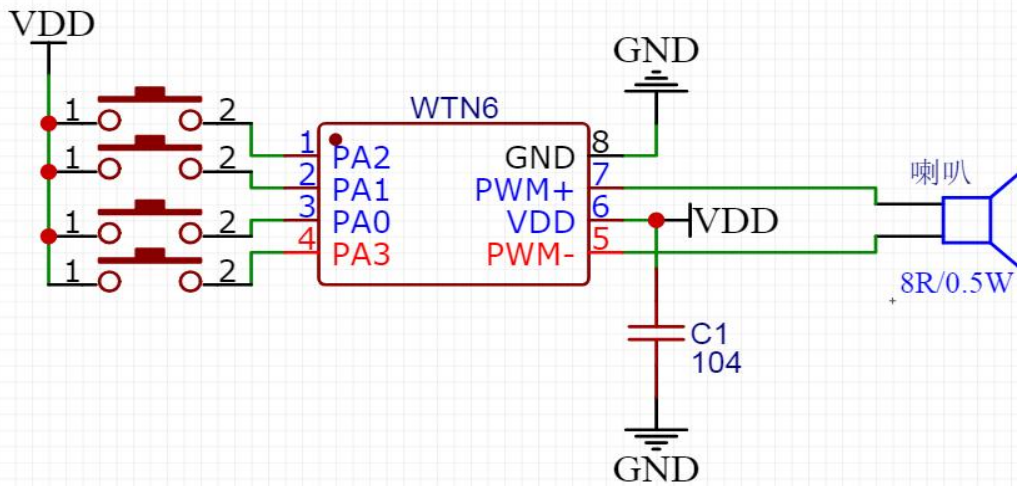 VDD
GND
1 2
WTN6
1 2
1 2
1 2
1 PA2
2 PA1
3 PA0
4 PA3
GND 8
PWM+ 7
VDD 6
PWM- 5
VDD
喇叭
8R/0.5W
C1
104
GND